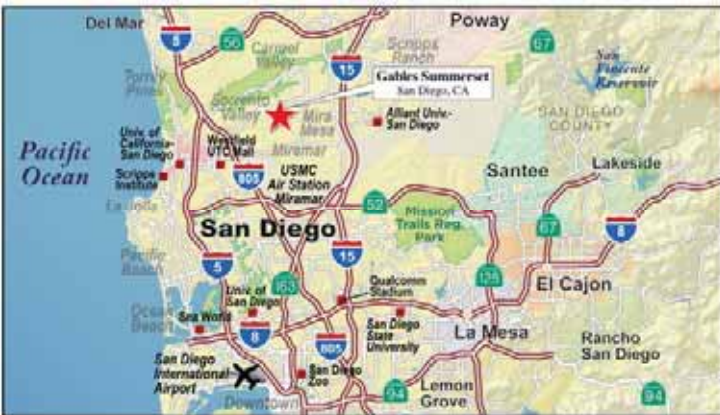 Del Mar
Poway
5
56
67
Carmel
Valley
Scripps
Ranch
15
San
Vincente
Reservoir
Gables Summerset
San Diego, CA
Torrey
Pines
Sorrento
Valley
Mira
Mesa
Alliant Univ.-
San Diego
SAN DIEGO
COUNTY
Pacific
Ocean
Univ. of
California-
San Diego
Westfield
UTC Mall
Miramar
Scripps
Institute
805
USMC
Air Station
Miramar
Santee
Lakeside
La Jolla
52
San Diego
Mission
Trails Reg.
Park
67
8
Pacific
Beach
5
15
163
125
El Cajon
Qualcomm
Stadium
Univ. of
San Diego
Ocean
Beach
Sea World
8
805
San Diego
State
University
La Mesa
Rancho
San Diego
San Diego
International
Airport
San Diego
Zoo
Downtown
94
Lemon
Grove
94